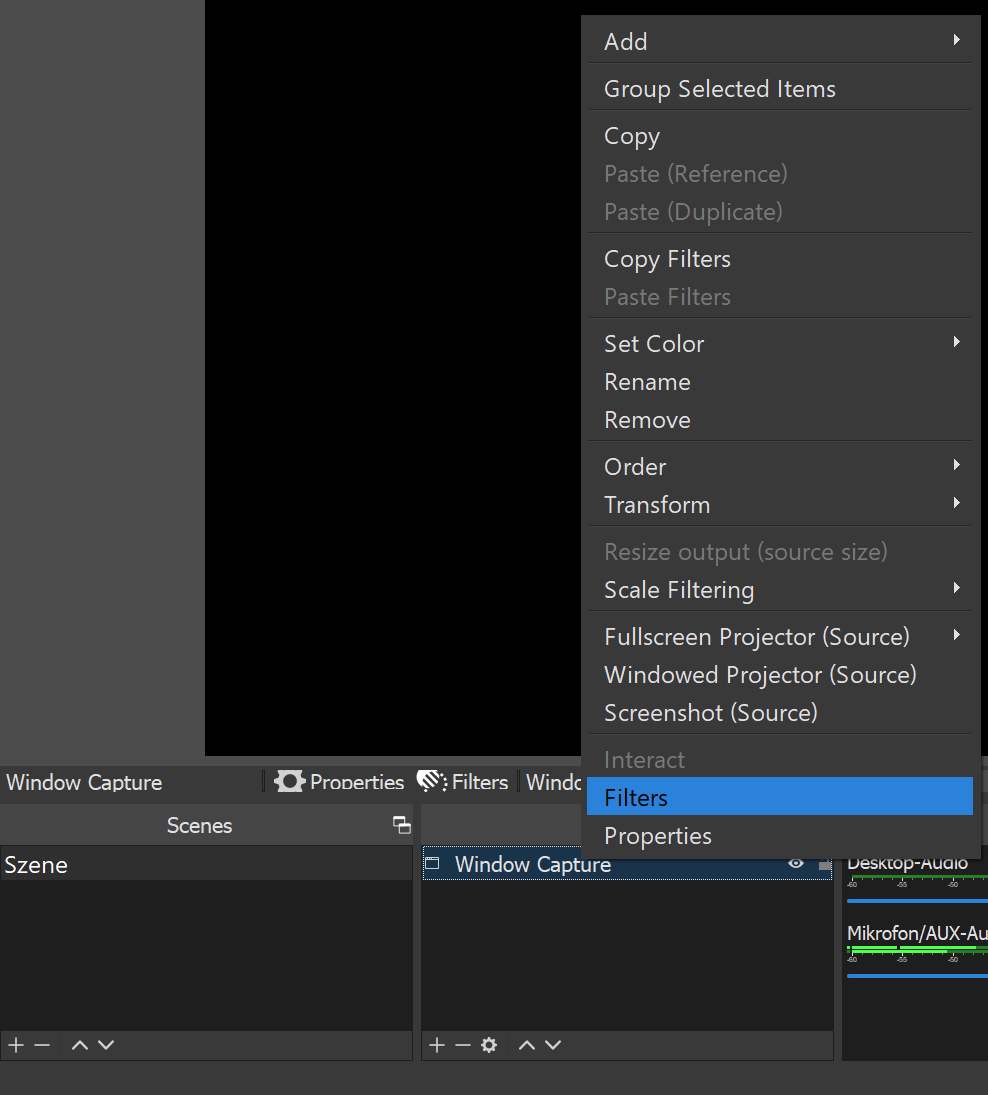 Add
Group Selected Items
Copy
Paste (Reference)
Paste (Duplicate)
Copy Filters
Paste Filters
Set Color
Rename
Remove
Order
Transform
Resize output (source size)
Scale Filtering
Fullscreen Projector (Source)
Windowed Projector (Source)
Screenshot (Source)
Interact
Filters
Properties
Window Capture
Properties
Filters
Windo
Scenes
Szene
Window Capture
Desktop-Audio
-60 -55 -50
Mikrofon/AUX-Au
-60 -55 -50